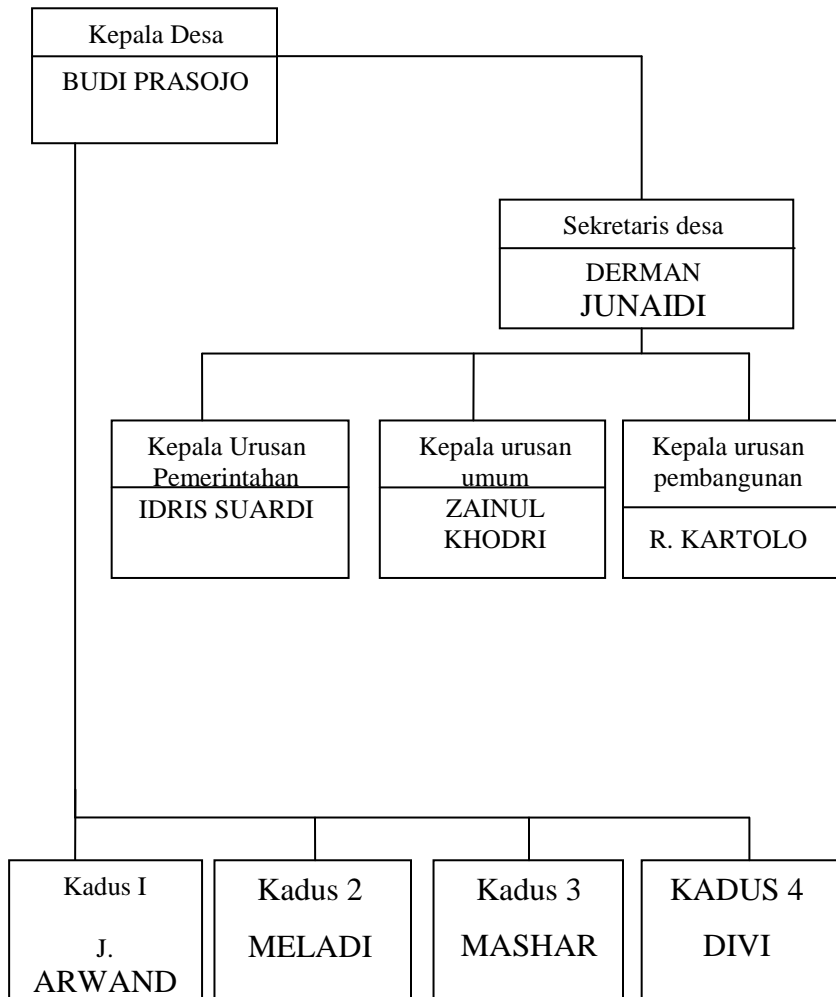 Kepala Desa
BUDI PRASOJO
Sekretaris desa
DERMAN
JUNAIDI
Kepala Urusan
Pemerintahan
IDRIS SUARDI
Kepala urusan
umum
ZAINUL
KHODRI
Kepala urusan
pembangunan
R. KARTOLO
Kadus I
J.
ARWAND
Kadus 2
MELADI
Kadus 3
MASHAR
KADUS 4
DIVI